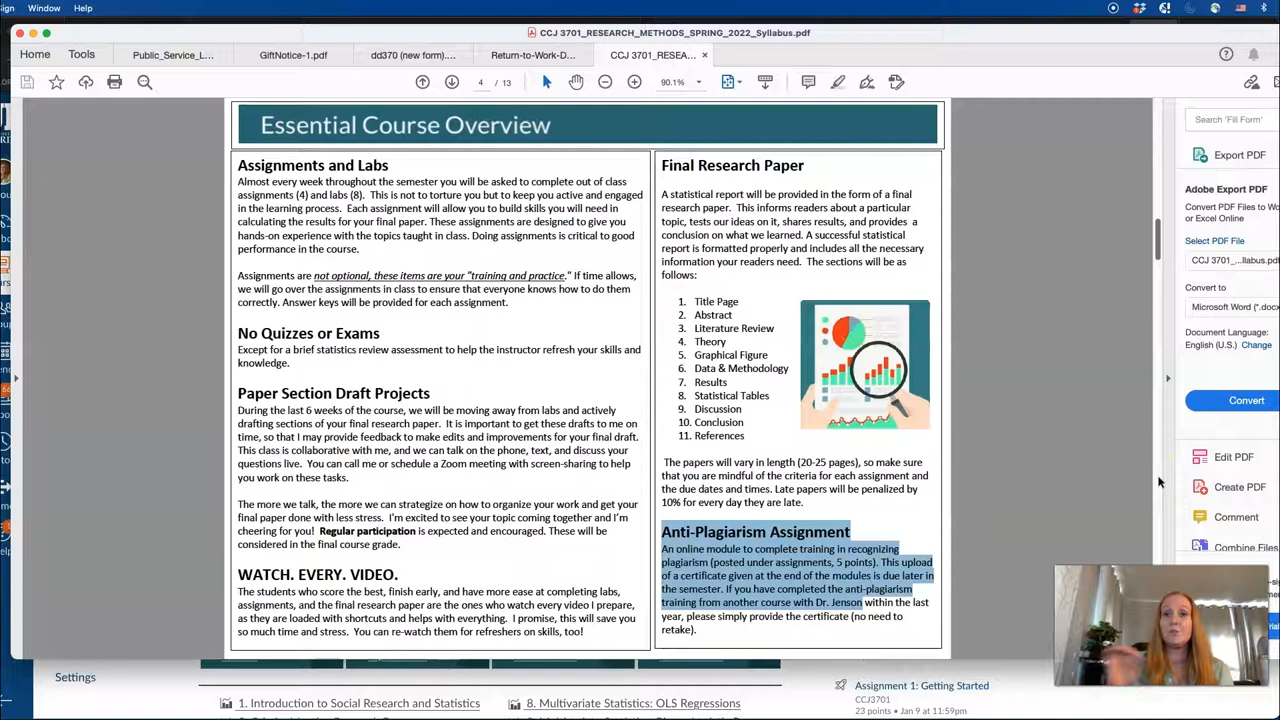 Sign
View
Window
Help
CCJ 3701_RESEARCH_METHODS_SPRING_2022_Syllabus.pdf
Home
Tools
Public_Service_L...
GiftNotice-1.pdf
dd370 (new form)....
Return-to-Work-D...
CCJ 3701_RESEA...
4 / 13
90.1%
Essential Course Overview
Assignments and Labs
Almost every week throughout the semester you will be asked to complete out of class
assignments (4) and labs (8). This is not to torture you but to keep you active and engaged
in the learning process. Each assignment will allow you to build skills you will need in
calculating the results for your final paper. These assignments are designed to give you
hands-on experience with the topics taught in class. Doing assignments is critical to good
performance in the course.
Assignments are not optional, these items are your "training and practice." If time allows,
we will go over the assignments in class to ensure that everyone knows how to do them
correctly. Answer keys will be provided for each assignment.
No Quizzes or Exams
Except for a brief statistics review assessment to help the instructor refresh your skills and
knowledge.
Paper Section Draft Projects
During the last 6 weeks of the course, we will be moving away from labs and actively
drafting sections of your final research paper. It is important to get these drafts to me on
time, so that I may provide feedback to make edits and improvements for your final draft.
This class is collaborative with me, and we can talk on the phone, text, and discuss your
questions live. You can call me or schedule a Zoom meeting with screen-sharing to help
you work on these tasks.
The more we talk, the more we can strategize on how to organize your work and get your
final paper done with less stress. I'm excited to see your topic coming together and I'm
cheering for you! Regular participation is expected and encouraged. These will be
considered in the final course grade.
WATCH. EVERY. VIDEO.
The students who score the best, finish early, and have more ease at completing labs,
assignments, and the final research paper are the ones who watch every video I prepare,
as they are loaded with shortcuts and helps with everything. I promise, this will save you
so much time and stress. You can re-watch them for refreshers on skills, too!
Final Research Paper
A statistical report will be provided in the form of a final
research paper. This informs readers about a particular
topic, tests our ideas on it, shares results, and provides a
conclusion on what we learned. A successful statistical
report is formatted properly and includes all the necessary
information your readers need. The sections will be as
follows:
1. Title Page
2. Abstract
3. Literature Review
4. Theory
5. Graphical Figure
6. Data & Methodology
7. Results
8. Statistical Tables
9. Discussion
10. Conclusion
11. References
The papers will vary in length (20-25 pages), so make sure
that you are mindful of the criteria for each assignment and
the due dates and times. Late papers will be penalized by
10% for every day they are late.
Anti-Plagiarism Assignment
An online module to complete training in recognizing
plagiarism (posted under assignments, 5 points). This upload
of a certificate given at the end of the modules is due later in
the semester. If you have completed the anti-plagiarism
training from another course with Dr. Jenson within the last
year, please simply provide the certificate (no need to
retake).
Search 'Fill Form'
Export PDF
Adobe Export PDF
Convert PDF Files to Wo
or Excel Online
Select PDF File
CCJ 3701_...llabus.pdf
Convert to
Microsoft Word (*.docx
Document Language:
English (U.S.) Change
Convert
Edit PDF
Create PDF
Comment
Combine Files
Settings
1. Introduction to Social Research and Statistics
8. Multivariate Statistics: OLS Regressions
Assignment 1: Getting Started
CCJ3701
23 points • Jan 9 at 11:59pm